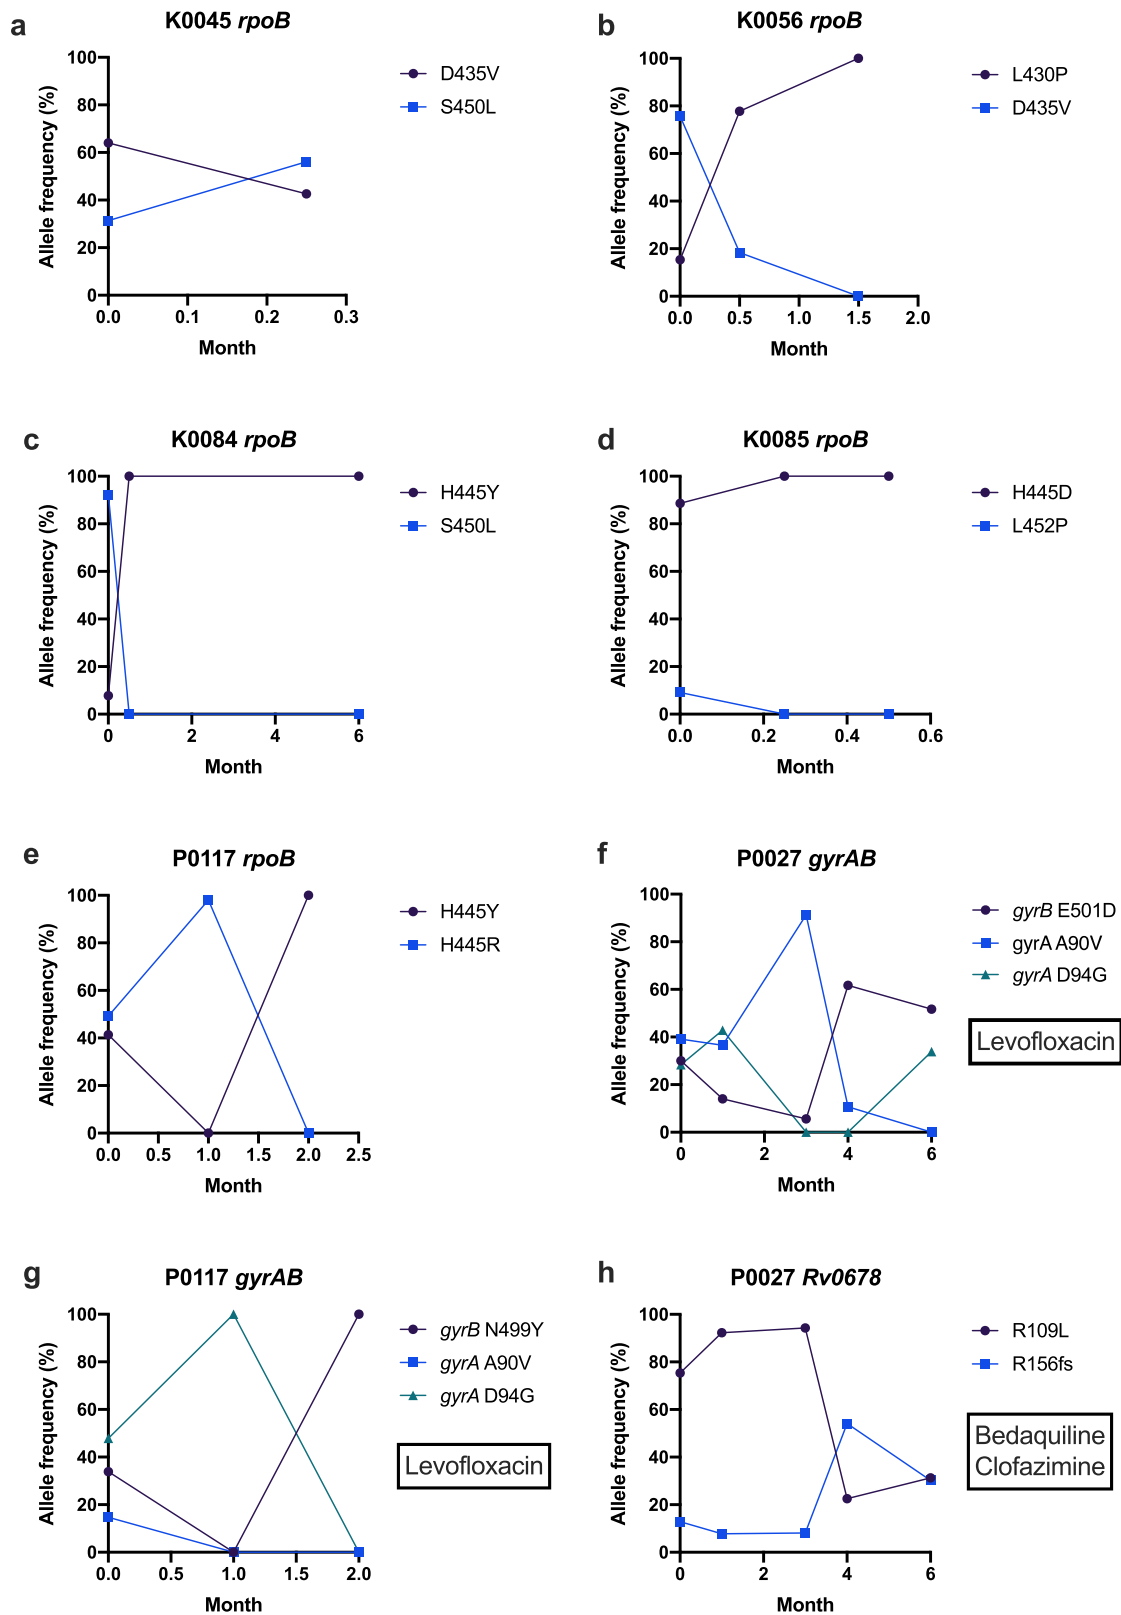 a
K0045 rpoB
Allele frequency (%)
100
80
60
40
20
0
0.0 0.1 0.2 0.3
Month
D435V
S450L
b
K0056 rpoB
Allele frequency (%)
100
80
60
40
20
0
0.0 0.5 1.0 1.5 2.0
Month
L430P
D435V
c
K0084 rpoB
Allele frequency (%)
100
80
60
40
20
0
0 2 4 6
Month
H445Y
S450L
d
K0085 rpoB
Allele frequency (%)
100
80
60
40
20
0
0.0 0.2 0.4 0.6
Month
H445D
L452P
e
P0117 rpoB
Allele frequency (%)
100
80
60
40
20
0
0.0 0.5 1.0 1.5 2.0 2.5
Month
H445Y
H445R
f
P0027 gyrAB
Allele frequency (%)
100
80
60
40
20
0
0 2 4 6
Month
gyrB E501D
gyrA A90V
gyrA D94G
Levofloxacin
g
P0117 gyrAB
Allele frequency (%)
100
80
60
40
20
0
0.0 0.5 1.0 1.5 2.0
Month
gyrB N499Y
gyrA A90V
gyrA D94G
Levofloxacin
h
P0027 Rv0678
Allele frequency (%)
100
80
60
40
20
0
0 2 4 6
Month
R109L
R156fs
Bedaquiline
Clofazimine